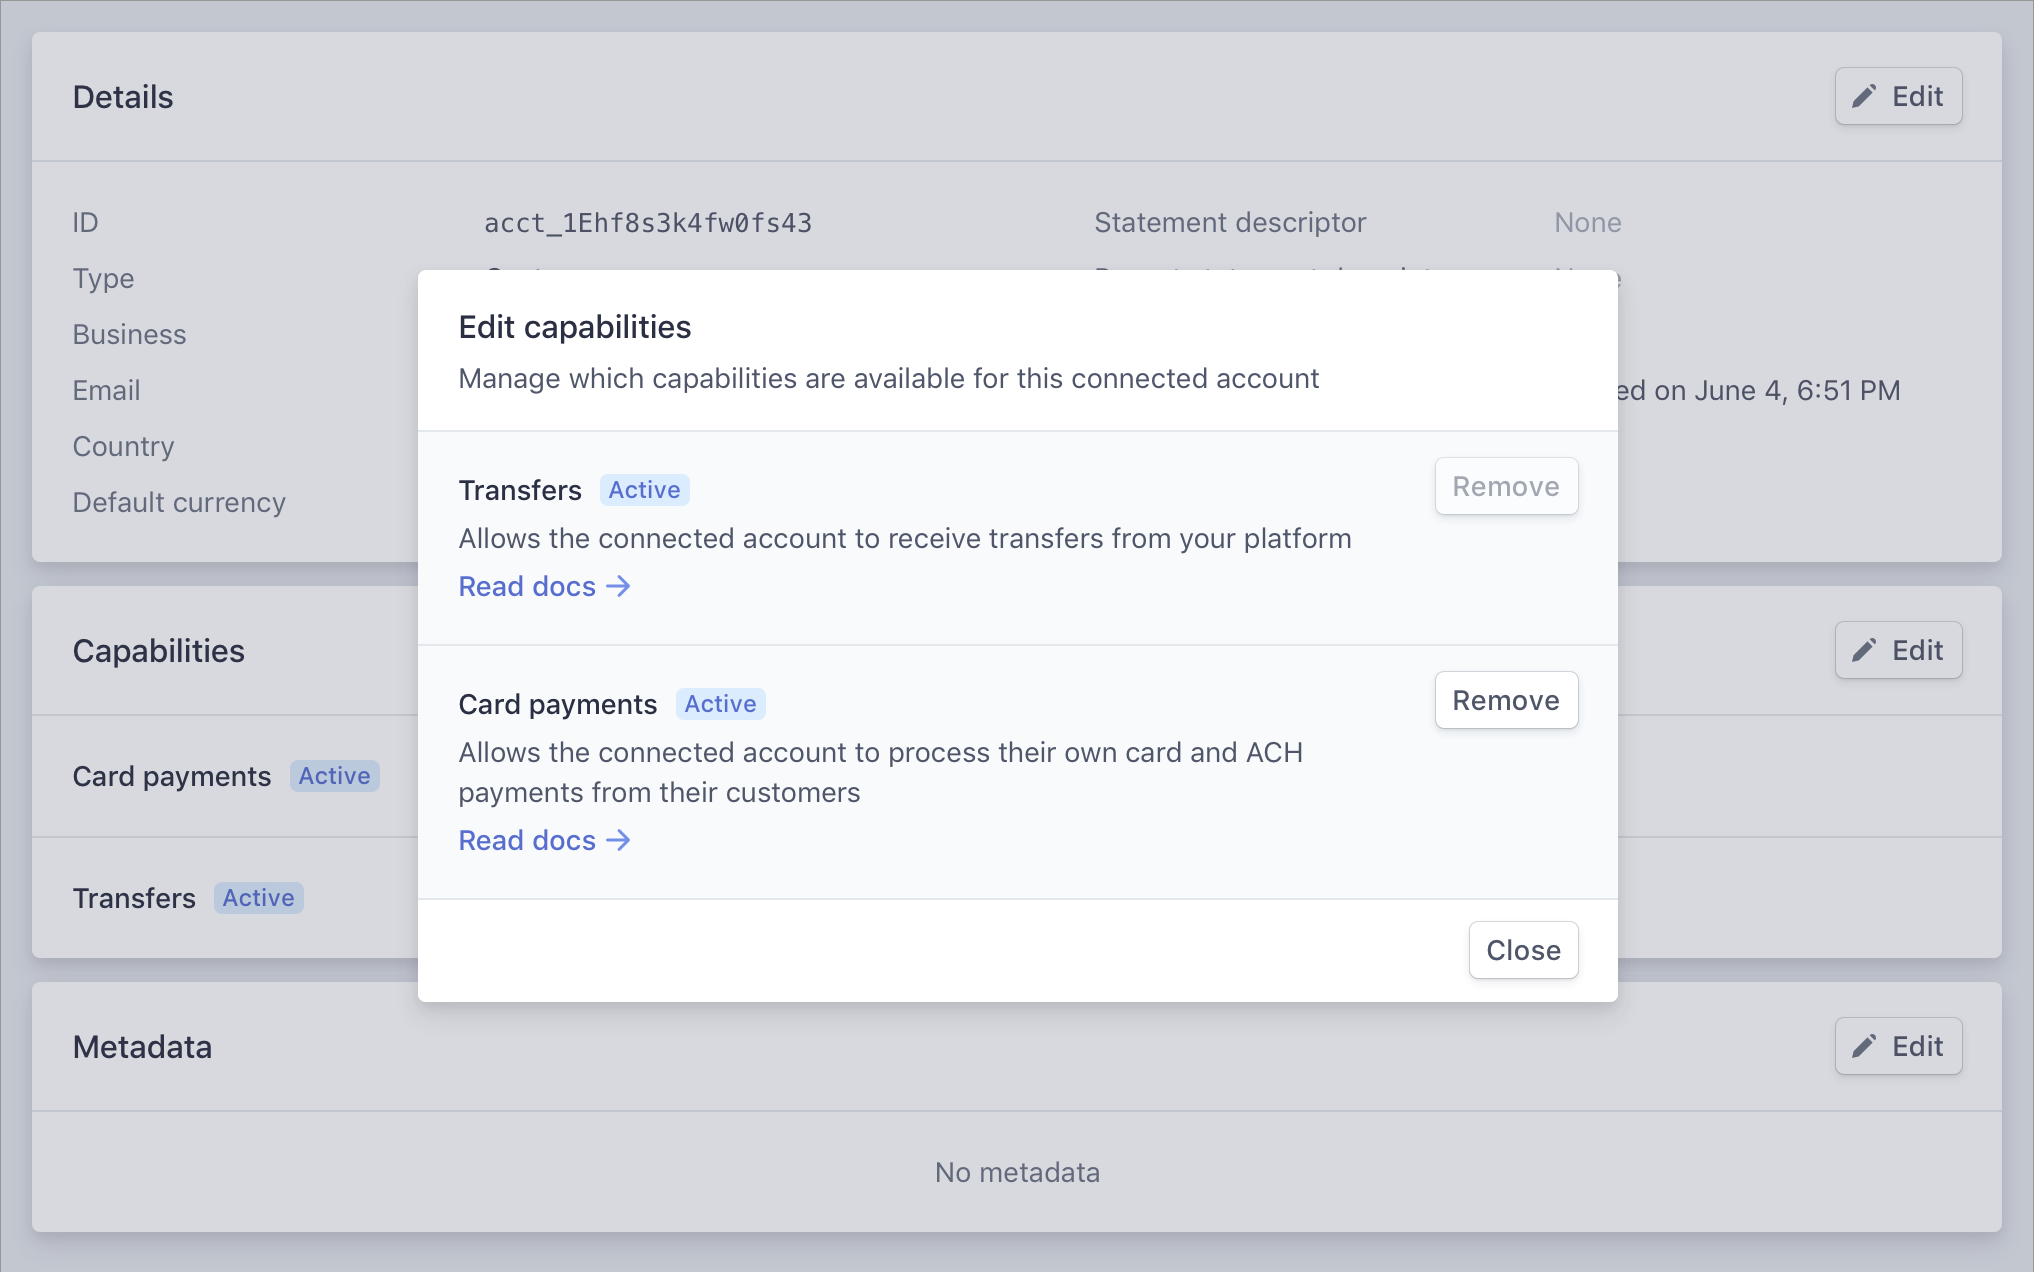 Details
Edit
ID
acct_1Ehf8s3k4fw0fs43
Statement descriptor
None
Type
Business
Email
ed on June 4, 6:51 PM
Country
Default currency
Edit capabilities
Manage which capabilities are available for this connected account
Transfers Active
Remove
Allows the connected account to receive transfers from your platform
Read docs →
Card payments Active
Remove
Allows the connected account to process their own card and ACH
payments from their customers
Read docs →
Close
Capabilities
Edit
Card payments Active
Transfers Active
Metadata
Edit
No metadata